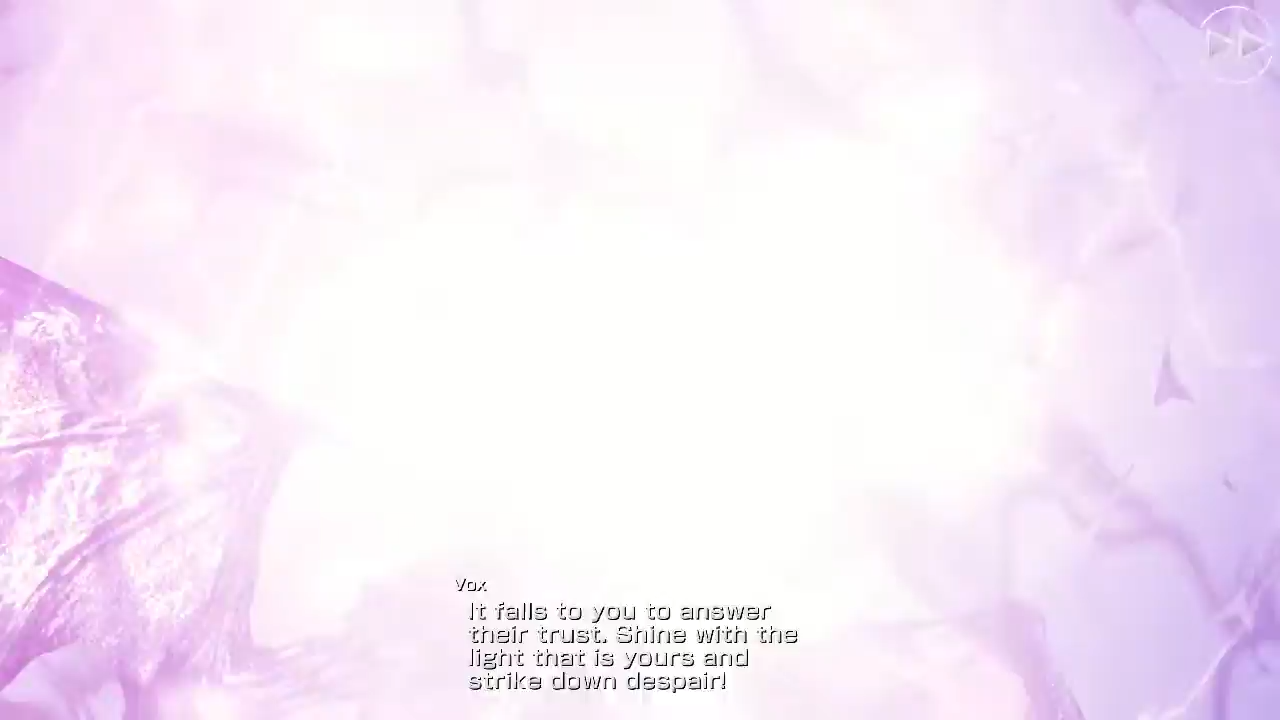 Vox
It falls to you to answer
their trust. Shine with the
light that is yours and
strike down despair!